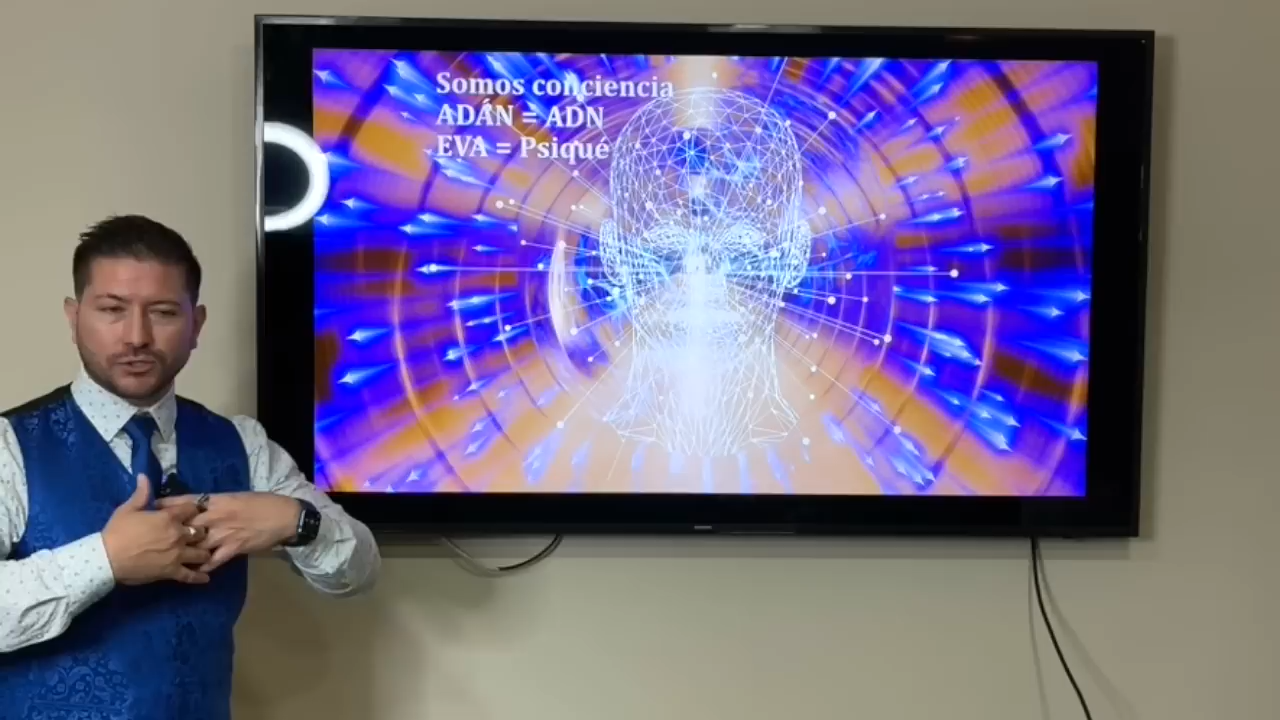 Somos conciencia
ADÁN = ADN
EVA = Psiqué